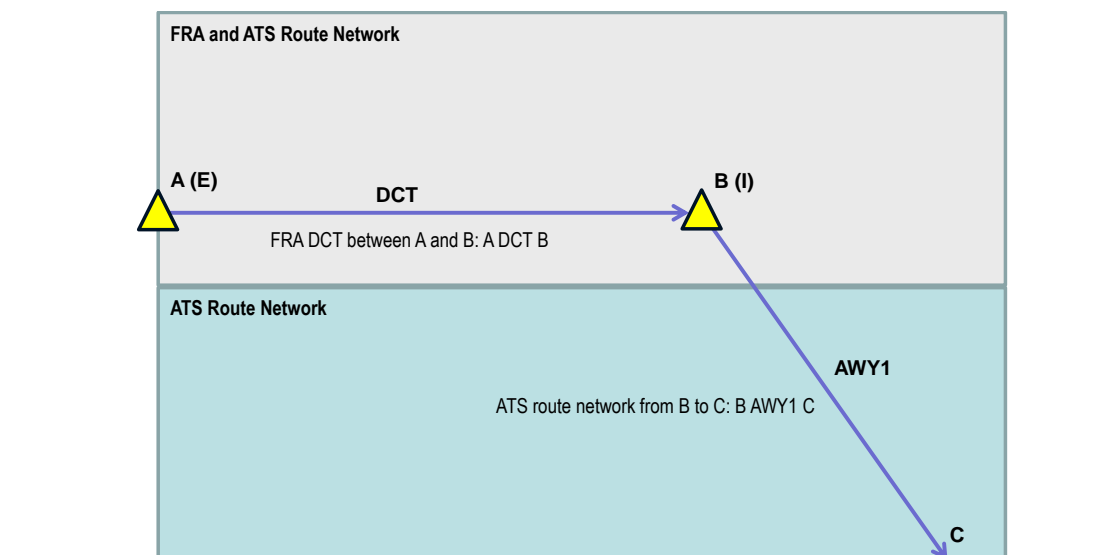 FRA and ATS Route Network
A (E)
DCT
B (I)
FRA DCT between A and B: A DCT B
ATS Route Network
AWY1
ATS route network from B to C: B AWY1 C
C